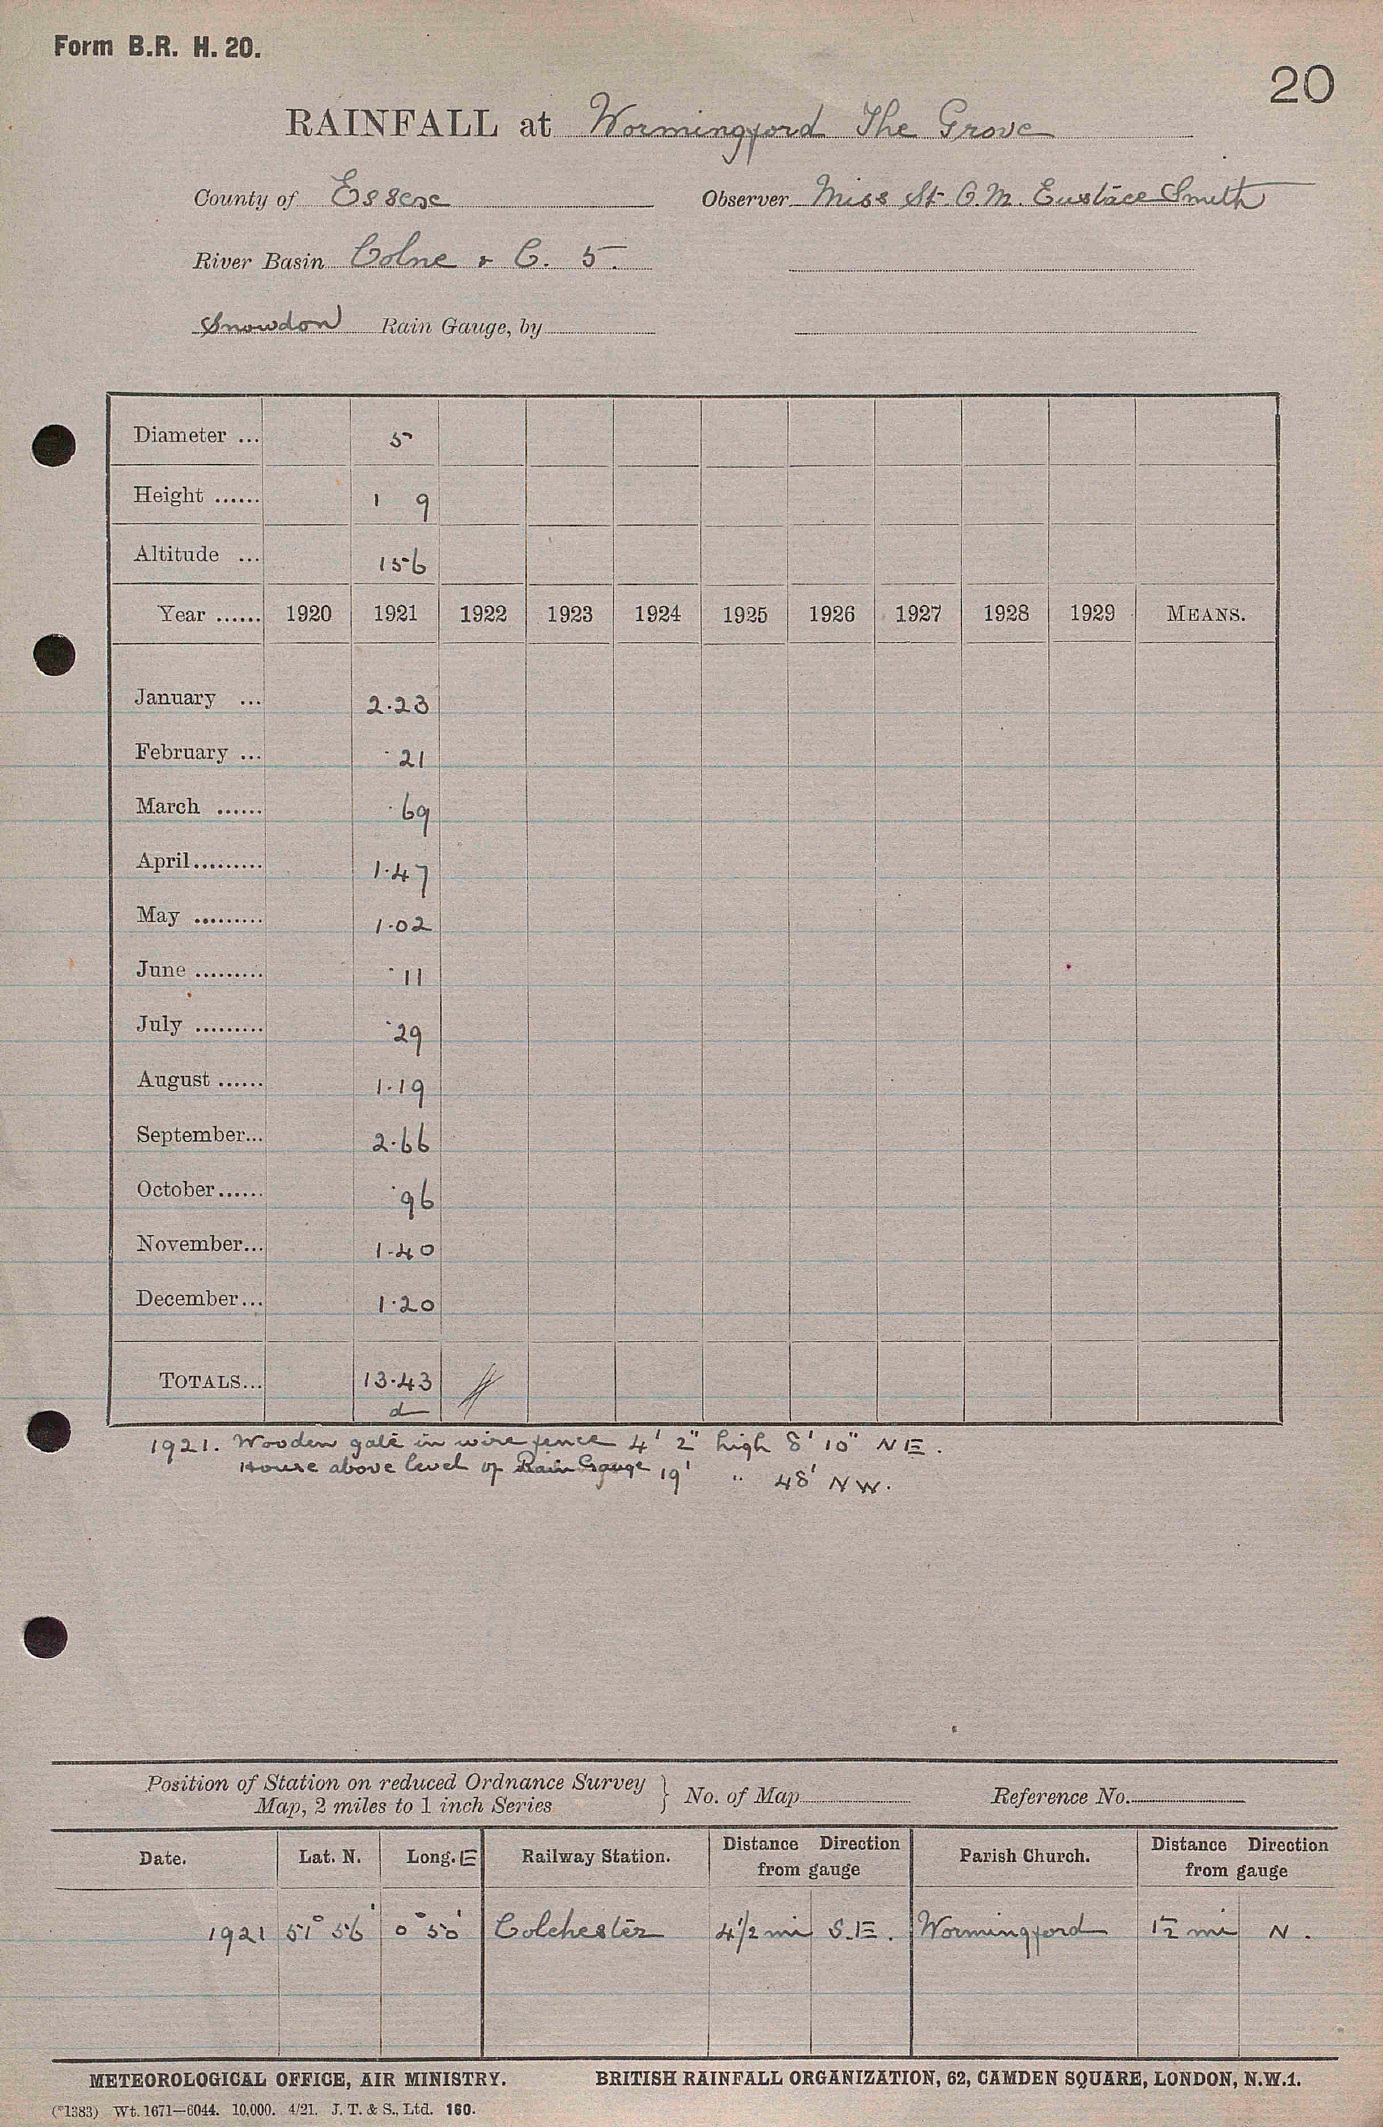 Form B.R. H. 20.
20
RAINFALL at Wormingford The Grove
County of Essex Observer Miss St. G. M. Eustace Smith
River Basin Colne & C. 5.
Snowdon Rain Gauge, by
Diameter ... 5
Height ...... 1 9
Altitude ... 156
Year ...... 1920 1921 1922 1923 1924 1925 1926 1927 1928 1929 MEANS.
January ... 2.23
February ... .21
March ...... .69
April......... 1.47
May ......... 1.02
June ......... .11
July ......... .29
August ...... 1.19
September... 2.66
October...... .96
November... 1.40
December... 1.20
TOTALS... 13.43
d
1921. Wooden gate in wire fence 4' 2" high 8' 10" NE.
House above level of Rain Gauge 19' " 48' NW.
Position of Station on reduced Ordnance Survey } No. of Map Reference No.
Map, 2 miles to 1 inch Series
Date. Lat. N. Long. E Railway Station. Distance Direction from gauge Parish Church. Distance Direction from gauge
1921 51° 56' 0° 50' Colchester 4 1/2 mi S.E. Wormingford 1 1/2 mi N.
METEOROLOGICAL OFFICE, AIR MINISTRY. BRITISH RAINFALL ORGANIZATION, 62, CAMDEN SQUARE, LONDON, N.W.1.
(*1383) Wt. 1671—6044. 10,000. 4/21. J. T. & S., Ltd. 160.